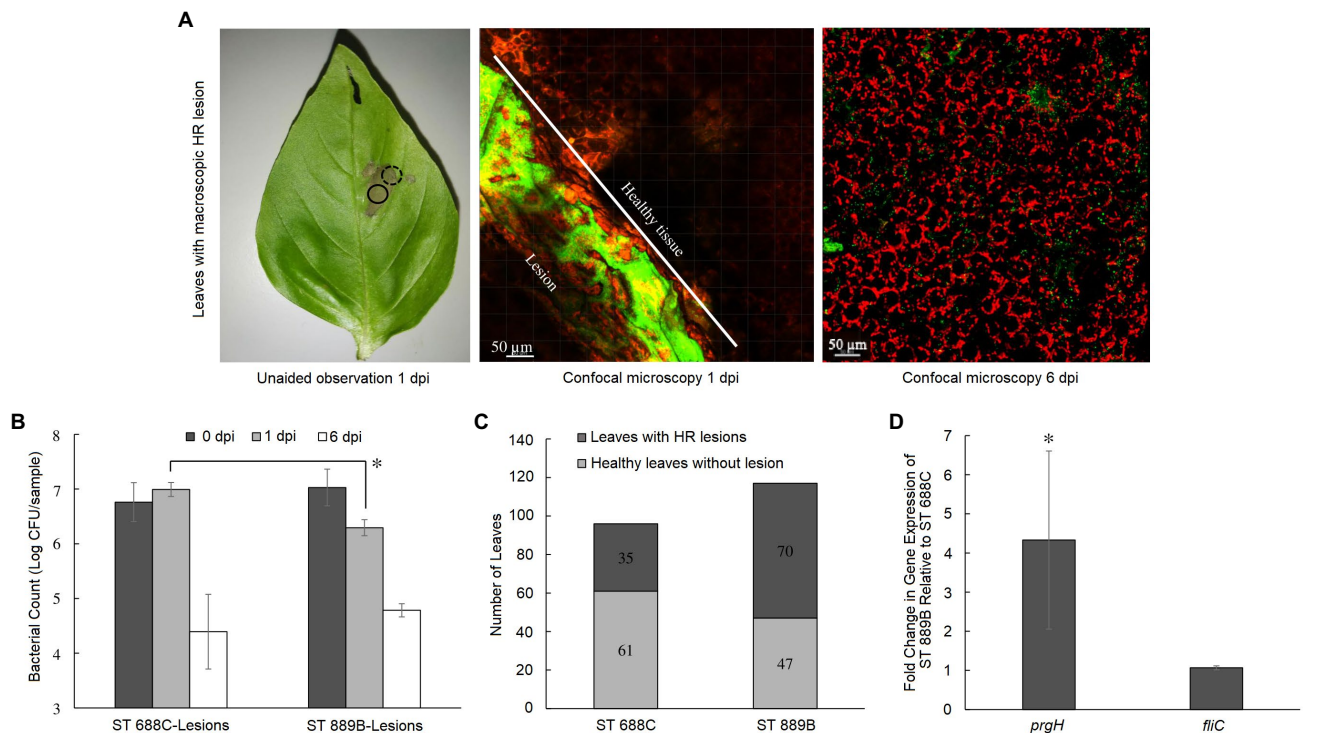 A
Leaves with macroscopic HR lesion
Healthy tissue
Lesion
50 µm
50 µm
Unaided observation 1 dpi
Confocal microscopy 1 dpi
Confocal microscopy 6 dpi
B
Bacterial Count (Log CFU/sample)
8
7
6
5
4
3
0 dpi
1 dpi
6 dpi
*
ST 688C-Lesions
ST 889B-Lesions
C
Number of Leaves
140
120
100
80
60
40
20
0
Leaves with HR lesions
Healthy leaves without lesion
35
61
70
47
ST 688C
ST 889B
D
Fold Change in Gene Expression of
ST 889B Relative to ST 688C
7
6
5
4
3
2
1
0
*
prgH
fliC